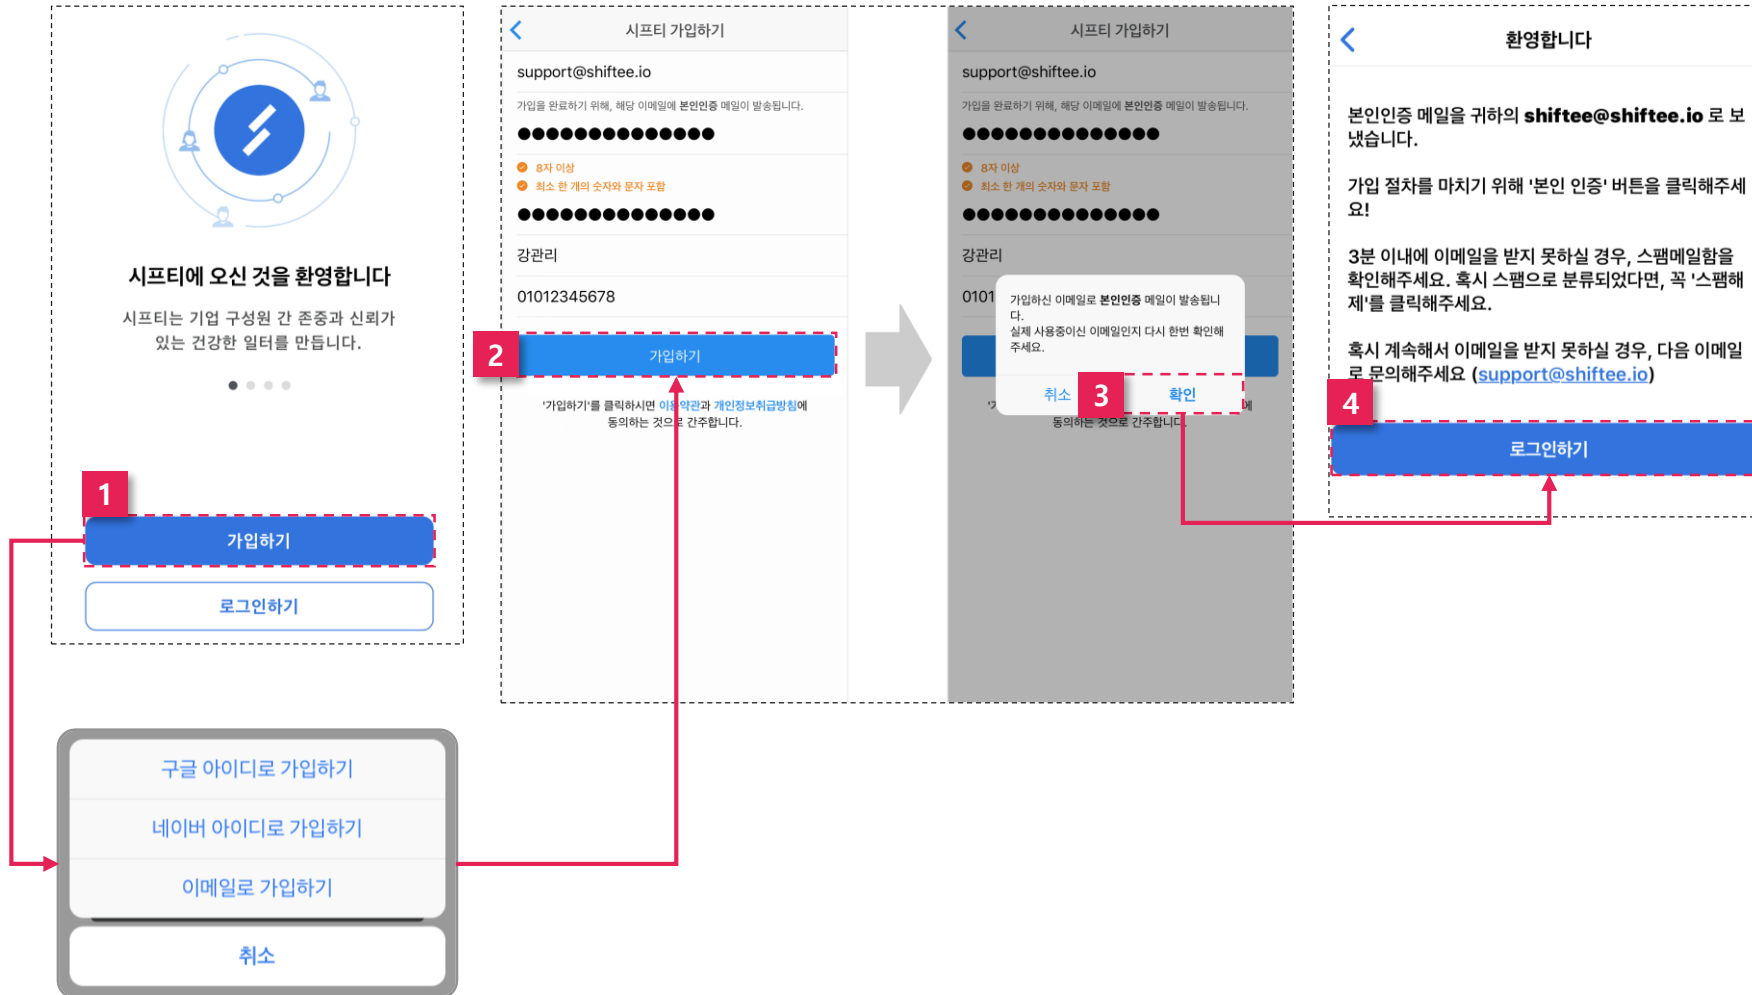 시프티에 오신 것을 환영합니다
시프티는 기업 구성원 간 존중과 신뢰가
있는 건강한 일터를 만듭니다.
1
가입하기
로그인하기
구글 아이디로 가입하기
네이버 아이디로 가입하기
이메일로 가입하기
취소
시프티 가입하기
support@shiftee.io
가입을 완료하기 위해, 해당 이메일에 본인인증 메일이 발송됩니다.
●●●●●●●●●●●●●●
8자 이상
최소 한 개의 숫자와 문자 포함
●●●●●●●●●●●●●●
강관리
01012345678
2
가입하기
'가입하기'를 클릭하시면 이용약관과 개인정보취급방침에
동의하는 것으로 간주합니다.
시프티 가입하기
support@shiftee.io
가입을 완료하기 위해, 해당 이메일에 본인인증 메일이 발송됩니다.
●●●●●●●●●●●●●●
8자 이상
최소 한 개의 숫자와 문자 포함
●●●●●●●●●●●●●●
강관리
0101
가입하신 이메일로 본인인증 메일이 발송됩니
다.
실제 사용중이신 이메일인지 다시 한번 확인해
주세요.
취소
3
확인
동의하는 것으로 간주합니다.
환영합니다
본인인증 메일을 귀하의 shiftee@shiftee.io 로 보
냈습니다.
가입 절차를 마치기 위해 '본인 인증' 버튼을 클릭해주세
요!
3분 이내에 이메일을 받지 못하실 경우, 스팸메일함을
확인해주세요. 혹시 스팸으로 분류되었다면, 꼭 '스팸해
제'를 클릭해주세요.
혹시 계속해서 이메일을 받지 못하실 경우, 다음 이메일
로 문의해주세요 (support@shiftee.io)
4
로그인하기